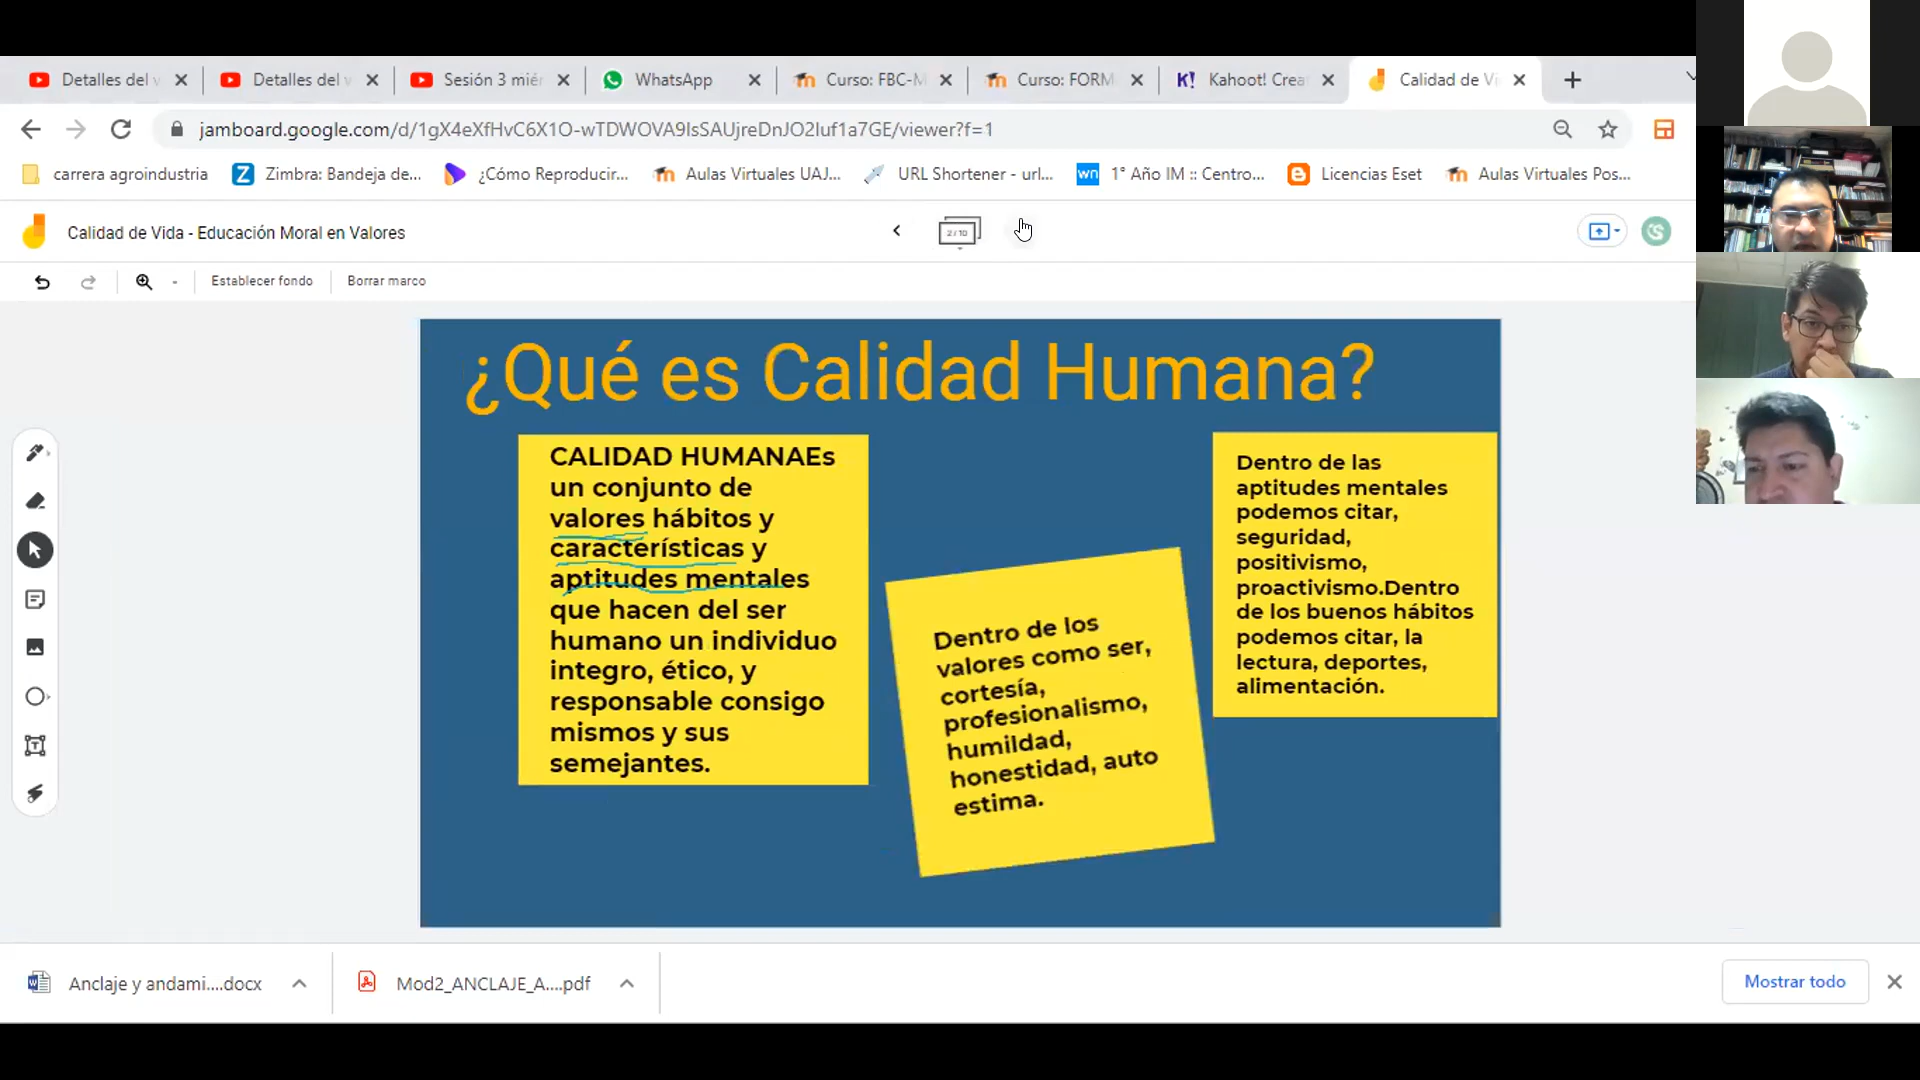 Detalles del v
Detalles del v
Sesión 3 miér
WhatsApp
Curso: FBC-M
Curso: FORM
K! Kahoot! Crea
Calidad de Vi
jamboard.google.com/d/1gX4eXfHvC6X1O-wTDWOVA9IsSAUjreDnJO2Iuf1a7GE/viewer?f=1
carrera agroindustria
Z Zimbra: Bandeja de...
¿Cómo Reproducir...
Aulas Virtuales UAJ...
URL Shortener - url...
wn 1° Año IM :: Centro...
Licencias Eset
Aulas Virtuales Pos...
Calidad de Vida - Educación Moral en Valores
2 / 10
Establecer fondo
Borrar marco
¿Qué es Calidad Humana?
CALIDAD HUMANAEs
un conjunto de
valores hábitos y
características y
aptitudes mentales
que hacen del ser
humano un individuo
integro, ético, y
responsable consigo
mismos y sus
semejantes.
Dentro de los
valores como ser,
cortesía,
profesionalismo,
humildad,
honestidad, auto
estima.
Dentro de las
aptitudes mentales
podemos citar,
seguridad,
positivismo,
proactivismo.Dentro
de los buenos hábitos
podemos citar, la
lectura, deportes,
alimentación.
Anclaje y andami....docx
Mod2_ANCLAJE_A....pdf
Mostrar todo